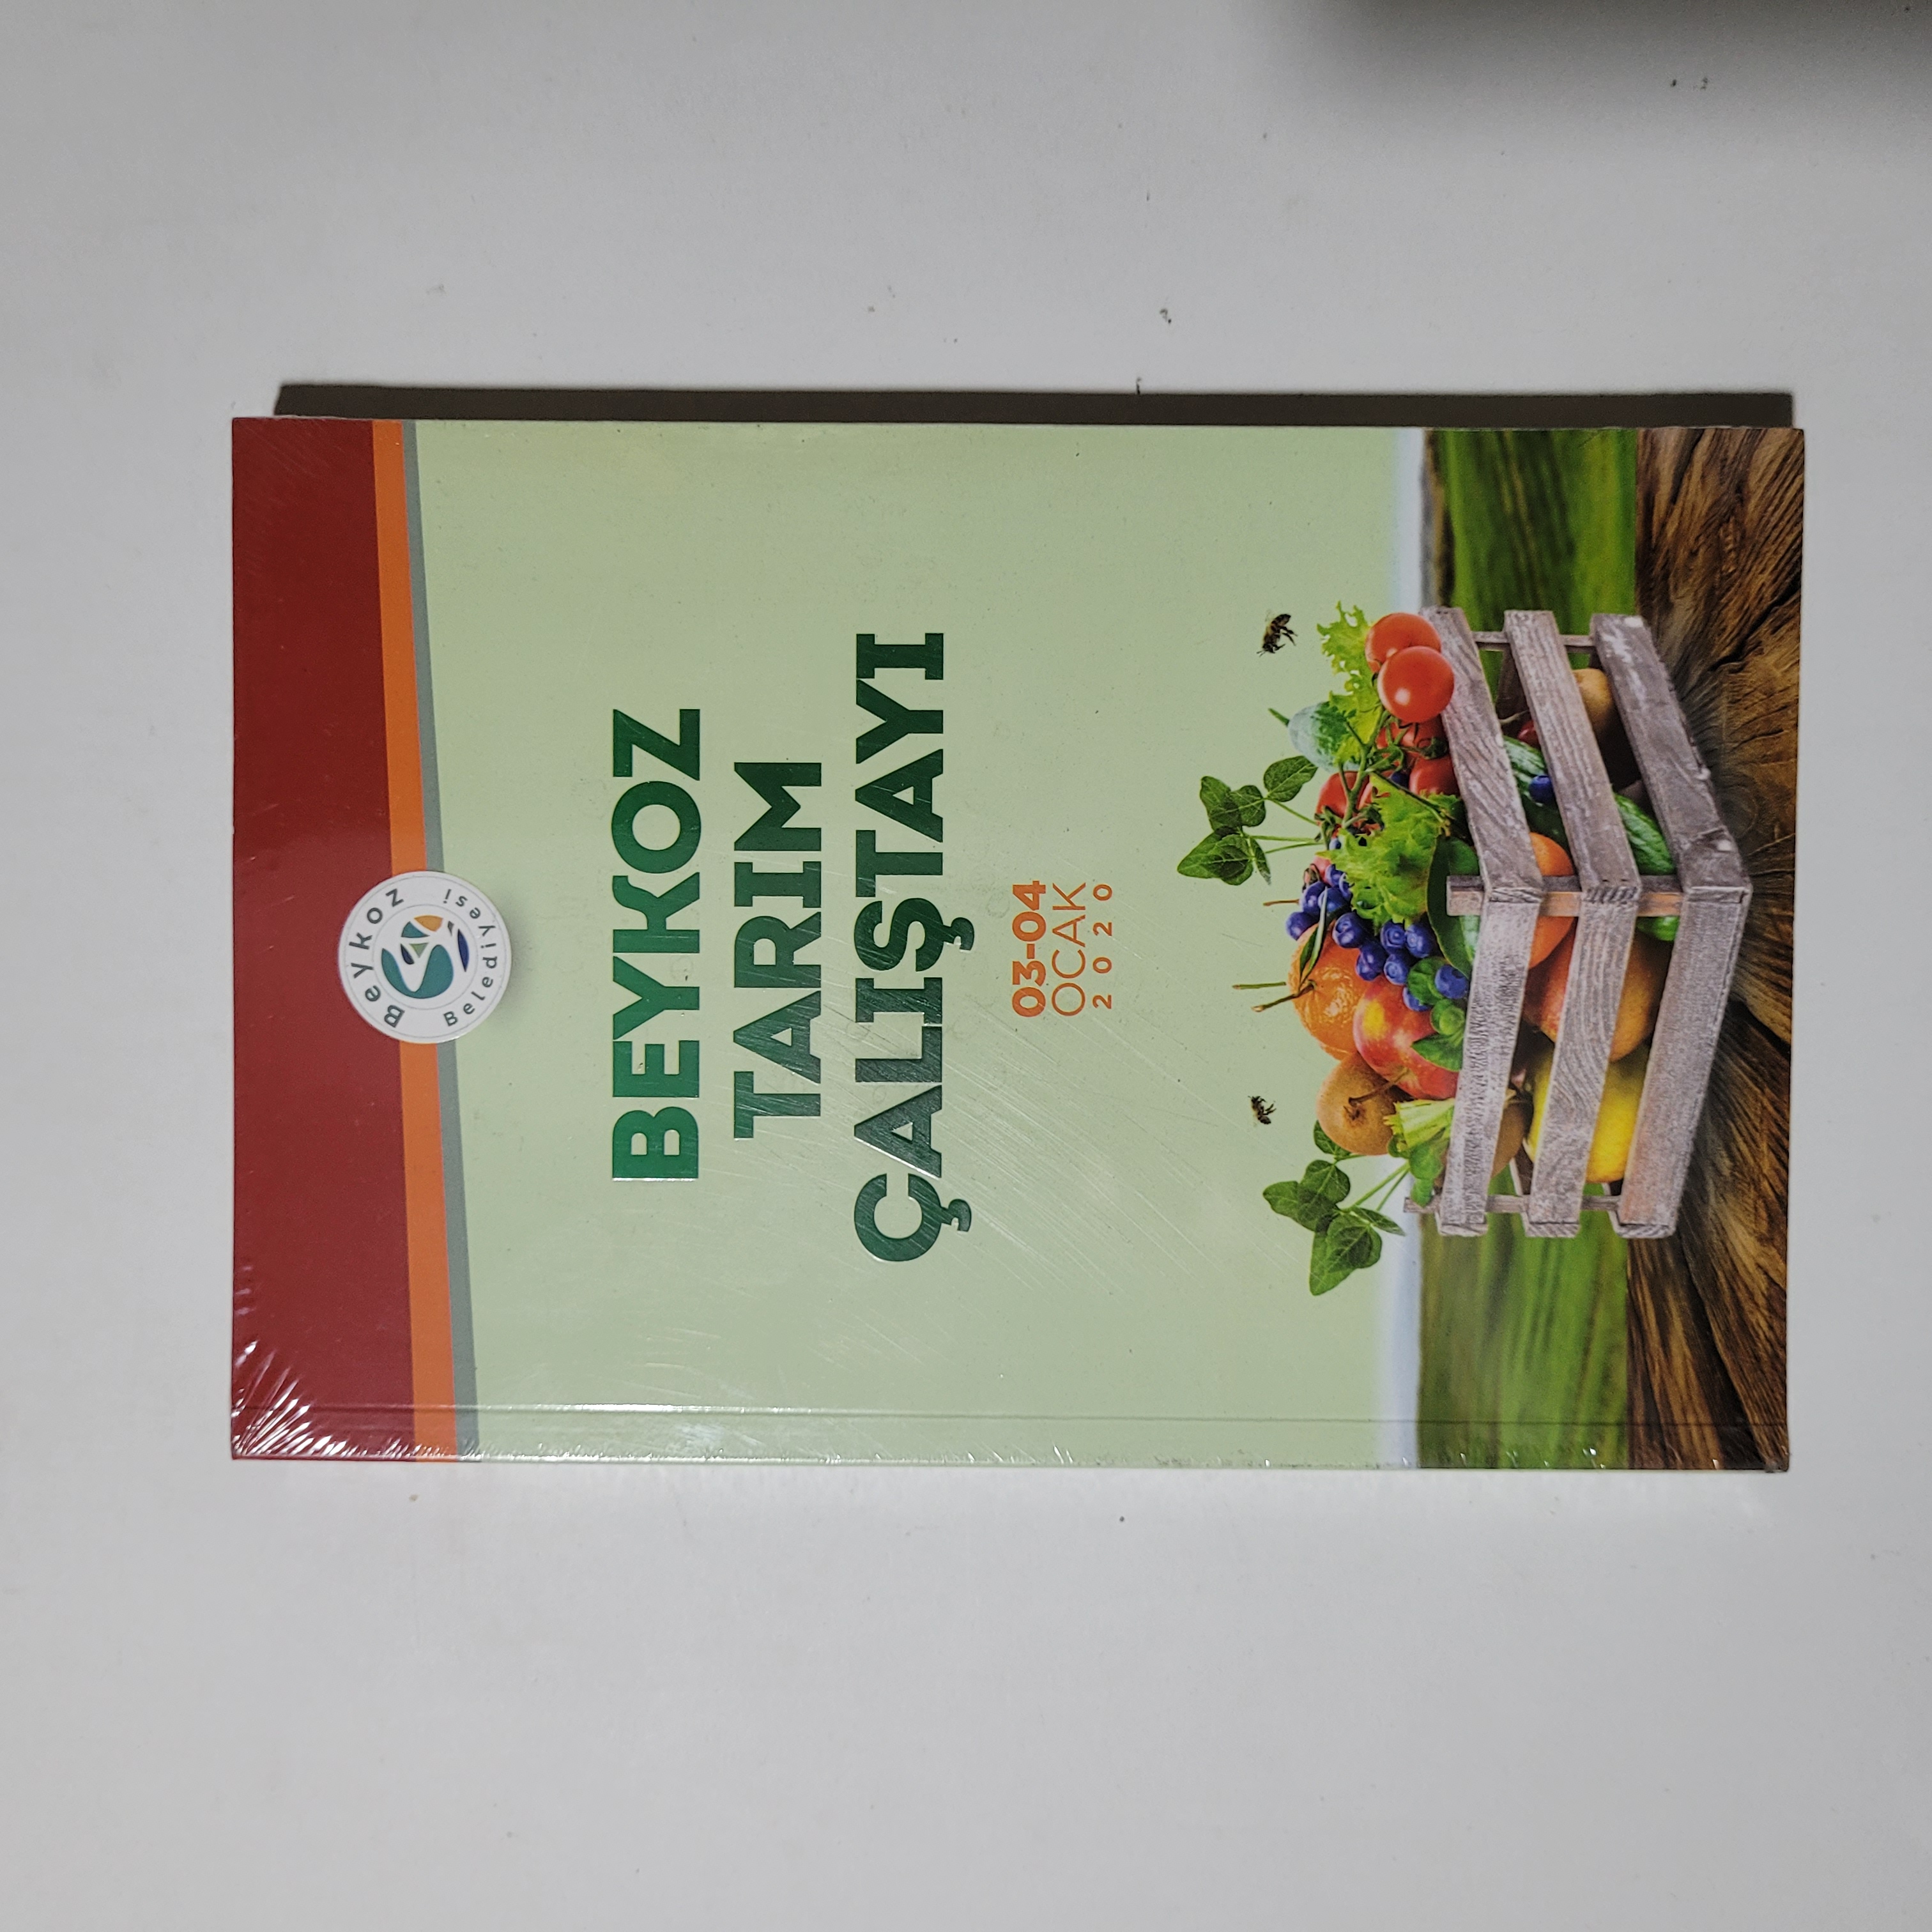 Beykoz
Belediyesi
BEYKOZ
TARIM
ÇALIŞTAYI
03-04
OCAK
2020